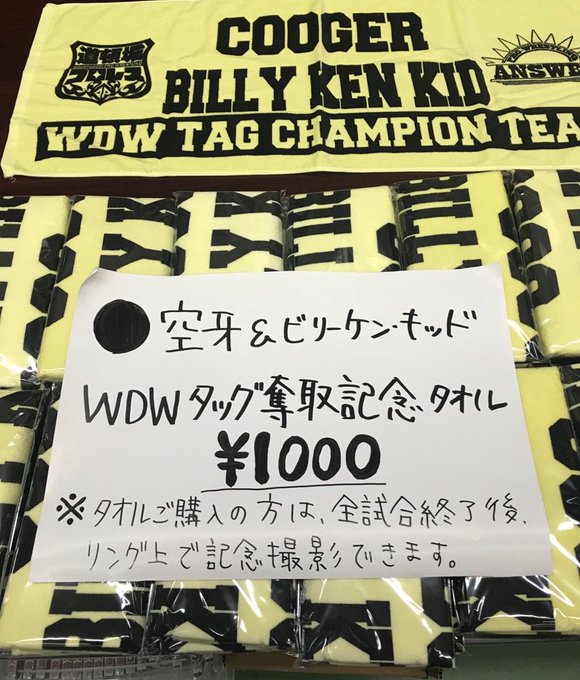 COOGER
BILLY KEN KID
WDW TAG CHAMPION TEA
道頓堀
プロレス
ANSWE
●空牙&ビリーケン・キッド
WDWタッグ奪取記念タオル
¥1000
※タオルご購入の方は、全試合終了後、
リング上で記念撮影できます。